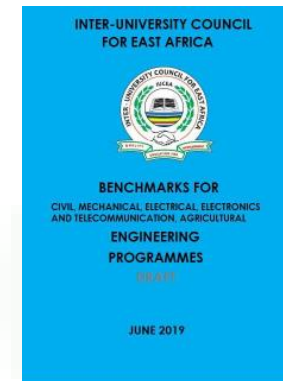 INTER-UNIVERSITY COUNCIL
FOR EAST AFRICA
INTER-UNIVERSITY COUNCIL FOR EAST AFRICA
IUCEA
BENCHMARKS FOR
CIVIL, MECHANICAL, ELECTRICAL, ELECTRONICS
AND TELECOMMUNICATION, AGRICULTURAL
ENGINEERING
PROGRAMMES
DRAFT
JUNE 2019